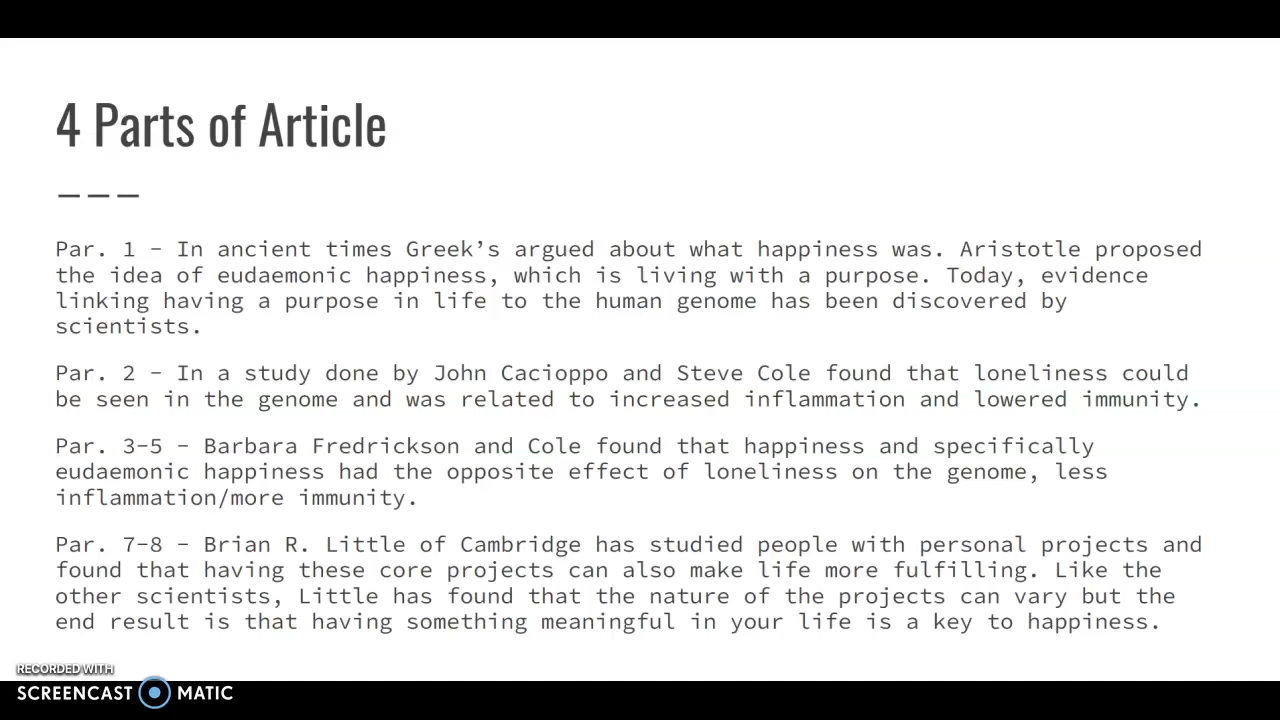 4 Parts of Article
Par. 1 - In ancient times Greek’s argued about what happiness was. Aristotle proposed
the idea of eudaemonic happiness, which is living with a purpose. Today, evidence
linking having a purpose in life to the human genome has been discovered by
scientists.
Par. 2 - In a study done by John Cacioppo and Steve Cole found that loneliness could
be seen in the genome and was related to increased inflammation and lowered immunity.
Par. 3-5 - Barbara Fredrickson and Cole found that happiness and specifically
eudaemonic happiness had the opposite effect of loneliness on the genome, less
inflammation/more immunity.
Par. 7-8 - Brian R. Little of Cambridge has studied people with personal projects and
found that having these core projects can also make life more fulfilling. Like the
other scientists, Little has found that the nature of the projects can vary but the
end result is that having something meaningful in your life is a key to happiness.
RECORDED WITH
SCREENCAST MATIC